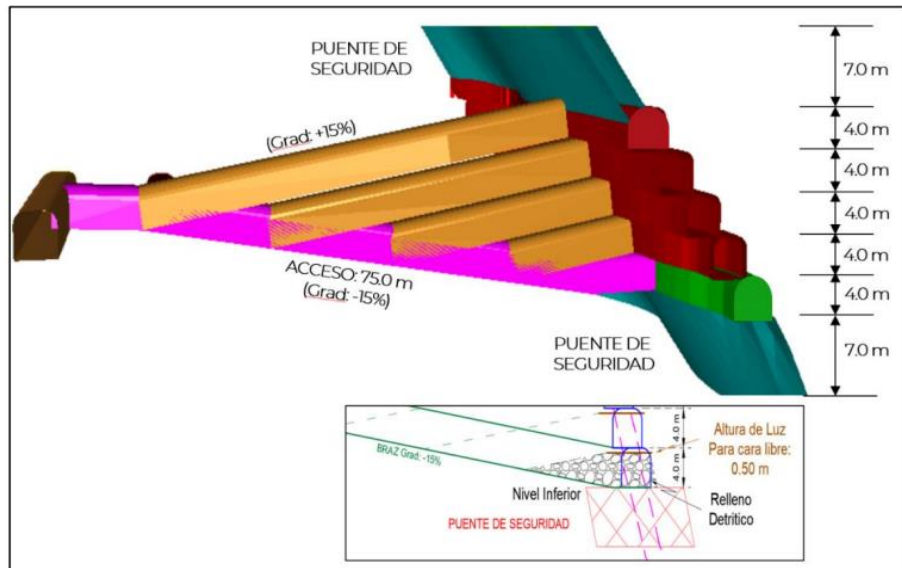 PUENTE DE
SEGURIDAD
(Grad: +15%)
7.0 m
4.0 m
4.0 m
4.0 m
4.0 m
4.0 m
7.0 m
ACCESO: 75.0 m
(Grad: -15%)
PUENTE DE
SEGURIDAD
BRAZ Grad: -15%
4.0 m
4.0 m
Altura de Luz
Para cara libre:
0.50 m
Nivel Inferior
Relleno
Detritico
PUENTE DE SEGURIDAD